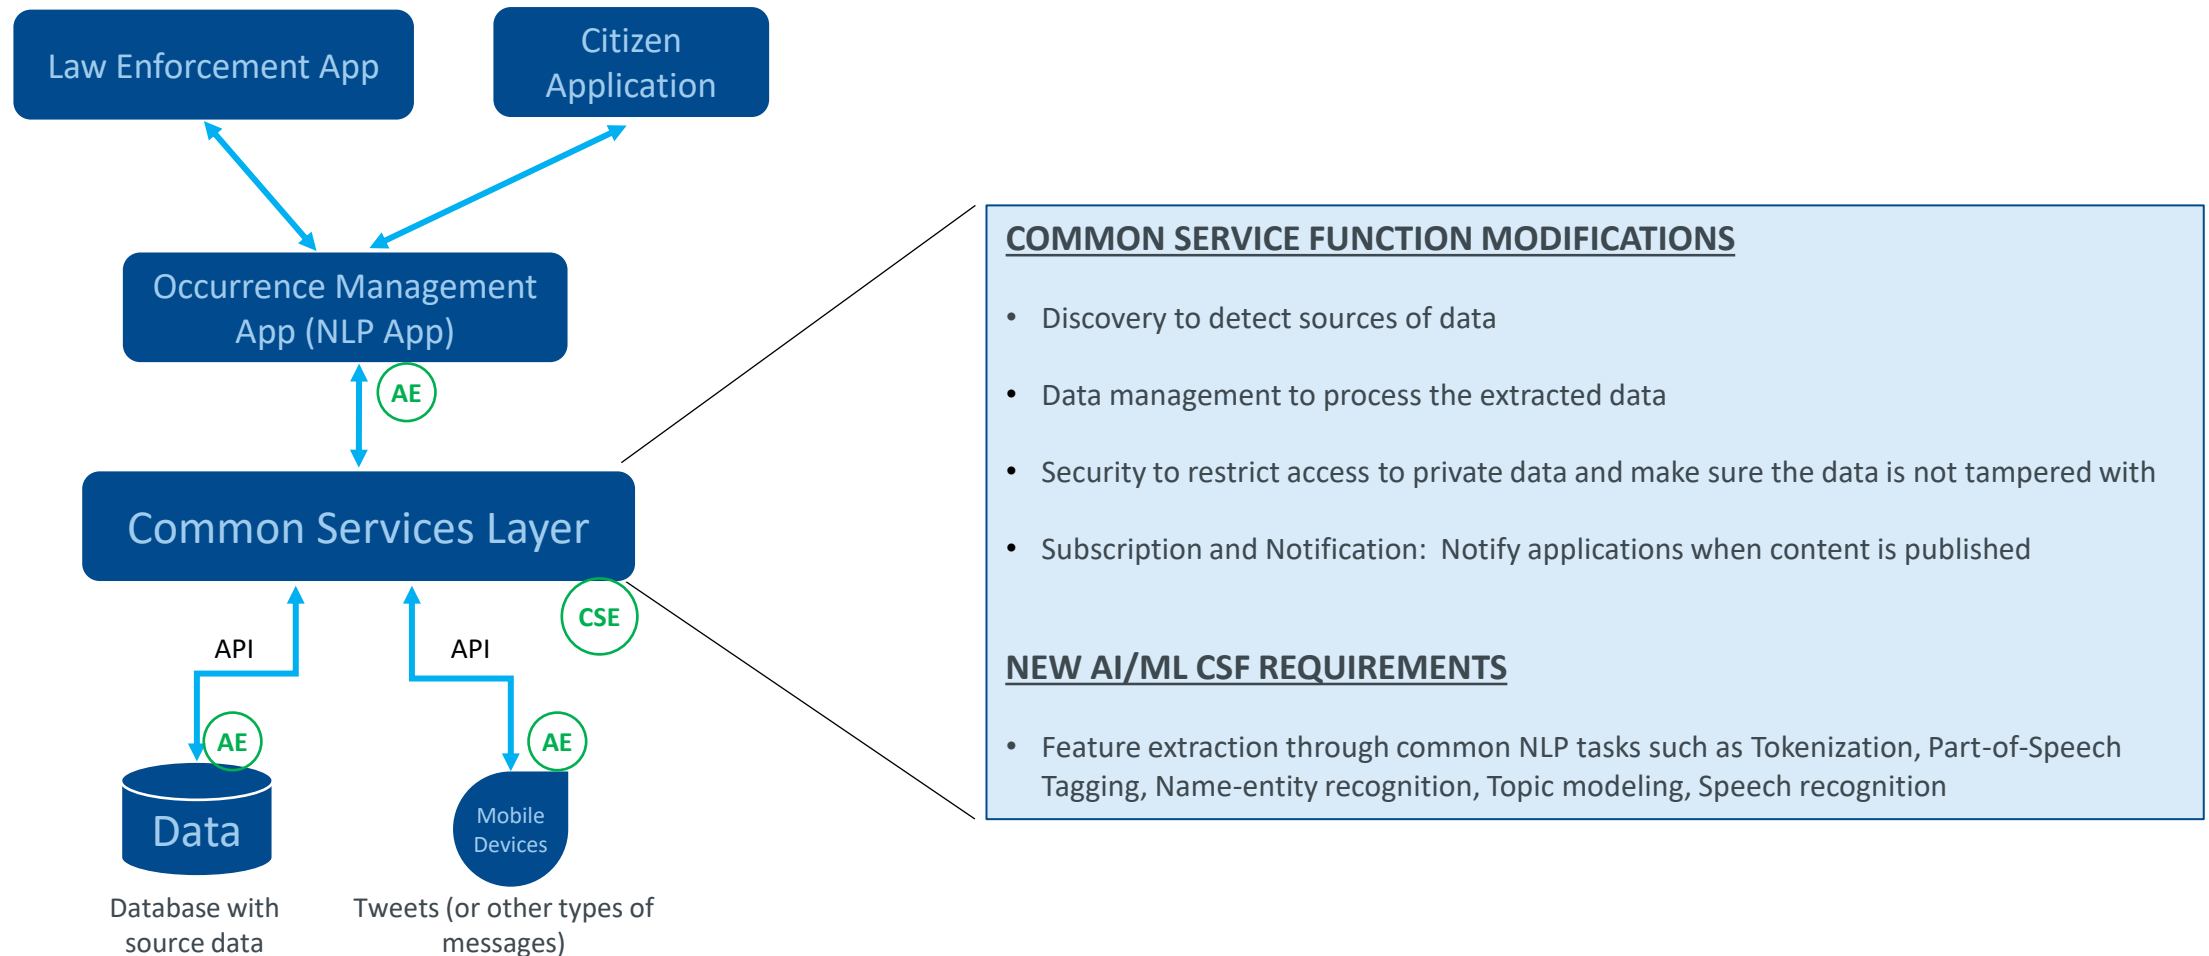 Law Enforcement App
Citizen
Application
Occurrence Management
App (NLP App)
AE
Common Services Layer
CSE
API
API
AE
AE
Data
Mobile
Devices
Database with
source data
Tweets (or other types of
messages)
COMMON SERVICE FUNCTION MODIFICATIONS
• Discovery to detect sources of data
• Data management to process the extracted data
• Security to restrict access to private data and make sure the data is not tampered with
• Subscription and Notification:  Notify applications when content is published
NEW AI/ML CSF REQUIREMENTS
• Feature extraction through common NLP tasks such as Tokenization, Part-of-Speech
Tagging, Name-entity recognition, Topic modeling, Speech recognition